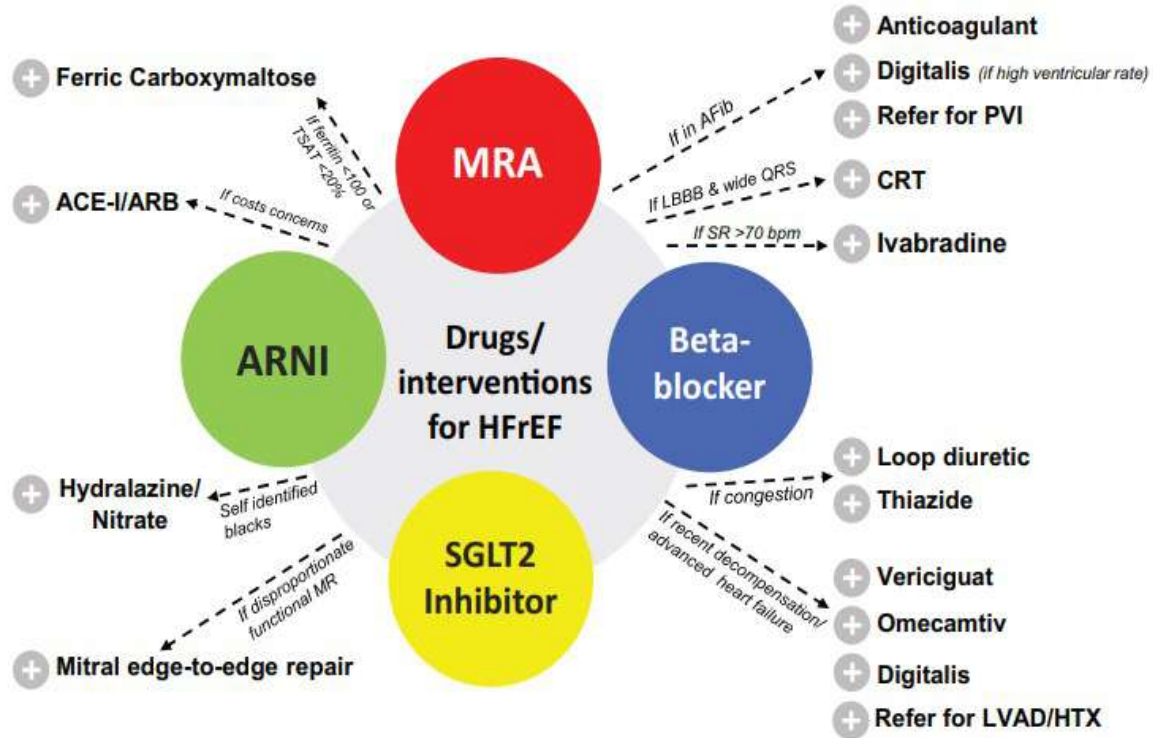 Anticoagulant
Ferric Carboxymaltose
Digitalis (if high ventricular rate)
If ferritin <100 or
TSAT <20%
MRA
If in AFib
Refer for PVI
If LBBB & wide QRS
CRT
ACE-I/ARB
If costs concerns
If SR >70 bpm
Ivabradine
ARNI
Drugs/
interventions
for HFrEF
Beta-
blocker
Hydralazine/
Nitrate
Self identified
blacks
If congestion
Loop diuretic
Thiazide
If disproportionate
functional MR
SGLT2
Inhibitor
If recent decompensation/
advanced heart failure
Vericiguat
Omecamtiv
Mitral edge-to-edge repair
Digitalis
Refer for LVAD/HTX